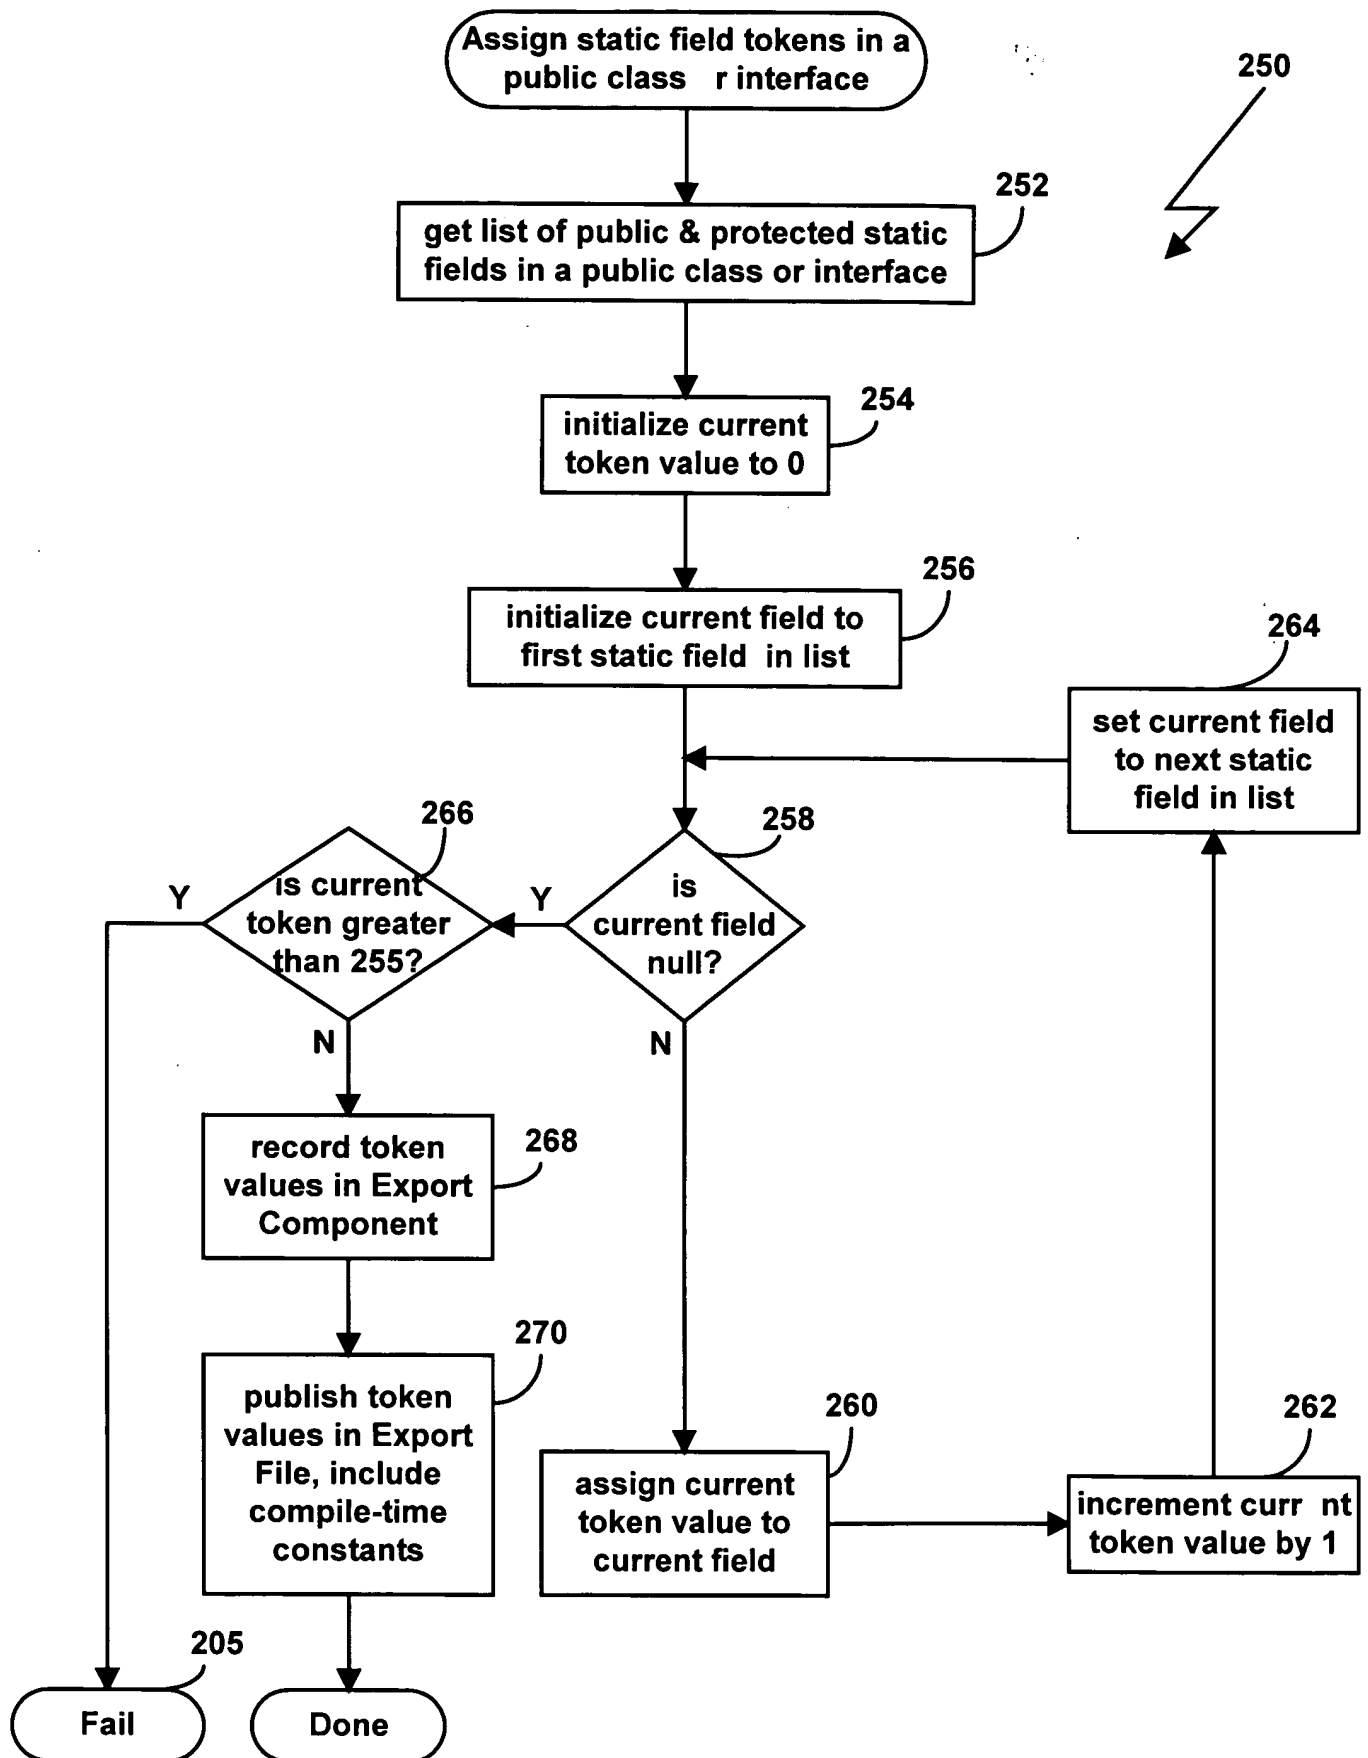 Assign static field tokens in a
public class r interface
250
252
get list of public & protected static
fields in a public class or interface
254
initialize current
token value to 0
256
initialize current field to
first static field in list
264
set current field
to next static
field in list
266
is current
token greater
than 255?
Y
Y
258
is
current field
null?
N
N
268
record token
values in Export
Component
270
publish token
values in Export
File, include
compile-time
constants
260
assign current
token value to
current field
262
increment curr nt
token value by 1
205
Fail
Done